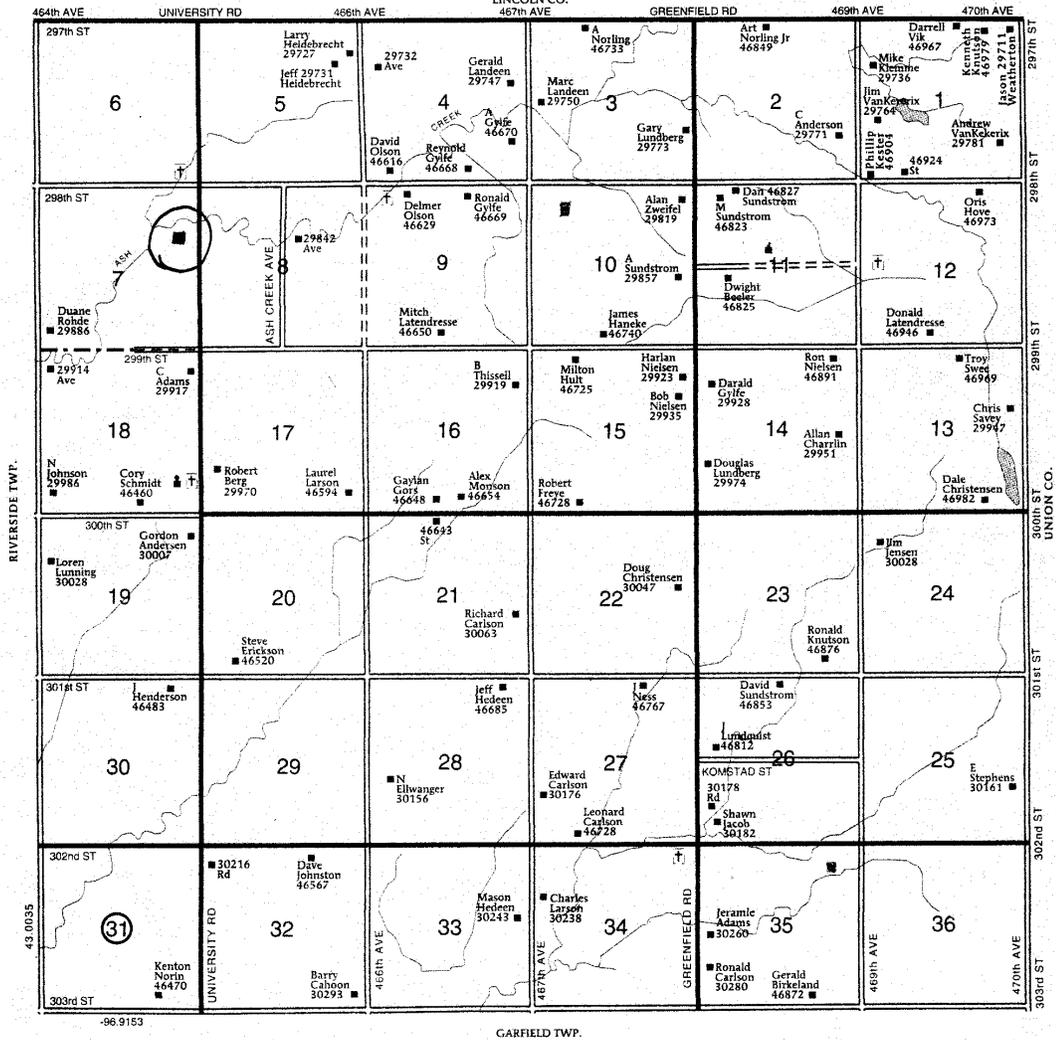 LINCOLN CO.
464th AVE
UNIVERSITY RD
466th AVE
467th AVE
GREENFIELD RD
469th AVE
470th AVE
297th ST
297th ST
6
Larry
Heidebrecht
29727
Jeff 29731
Heidebrecht
5
29732
Ave
Gerald
Landeen
29747
4
CREEK
A
Gylfe
46670
David
Olson
46616
Reynold
Gylfe
46668
A
Norling
46733
Marc
Landeen
29750
3
Gary
Lundberg
29773
Art
Norling Jr
46849
2
C
Anderson
29771
Darrell
Vik
46967
Kenneth
Knutson
46979
Jason 29711
Weatherton
Mike
Klemme
29736
Jim
VanKekerix
29764
1
Andrew
VanKekerix
29781
Phillip
Kester
46904
46924
St
298th ST
298th ST
ASH
7
Duane
Rohde
29886
ASH CREEK AVE
29842
Ave
8
Delmer
Olson
46629
Ronald
Gylfe
46669
9
Mitch
Latendresse
46650
Alan
Zweifel
29819
10
A
Sundstrom
29857
James
Haneke
46740
Dan 46827
Sundstrom
M
Sundstrom
46823
11
Dwight
Beeler
46825
Oris
Hove
46973
12
Donald
Latendresse
46946
299th ST
299th ST
29914
Ave
C
Adams
29917
18
N
Johnson
29986
Cory
Schmidt
46460
17
Robert
Berg
29970
Laurel
Larson
46594
B
Thissell
29919
16
Gaylan
Gors
46648
Alex
Monson
46654
Milton
Hult
46725
Harlan
Nielsen
29923
Bob
Nielsen
29935
15
Robert
Freye
46728
Darald
Gylfe
29928
Ron
Nielsen
46891
14
Allan
Charrlin
29951
Douglas
Lundberg
29974
Troy
Swee
46969
Chris
Savey
29947
13
Dale
Christensen
46982
RIVERSIDE TWP.
300th ST
300th ST
UNION CO.
Gordon
Andersen
30007
Loren
Lunning
30028
19
20
Steve
Erickson
46520
46643
St
21
Richard
Carlson
30063
Doug
Christensen
30047
22
23
Ronald
Knutson
46876
Jim
Jensen
30028
24
301st ST
301st ST
J
Henderson
46483
30
29
Jeff
Hedeen
46685
28
N
Ellwanger
30156
J
Ness
46767
27
Edward
Carlson
30176
Leonard
Carlson
46728
David
Sundstrom
46853
Lundquist
46812
26
KOMSTAD ST
30178
Rd
Shawn
Jacob
30182
25
E
Stephens
30161
302nd ST
302nd ST
31
Kenton
Norin
46470
30216
Rd
Dave
Johnston
46567
UNIVERSITY RD
32
Barry
Cahoon
30293
466th AVE
33
Mason
Hedeen
30243
467th AVE
Charles
Larson
30238
34
GREENFIELD RD
Jeramie
Adams
30260
35
Ronald
Carlson
30280
Gerald
Birkeland
46872
469th AVE
36
470th AVE
43.0035
303rd ST
303rd ST
-96.9153
GARFIELD TWP.